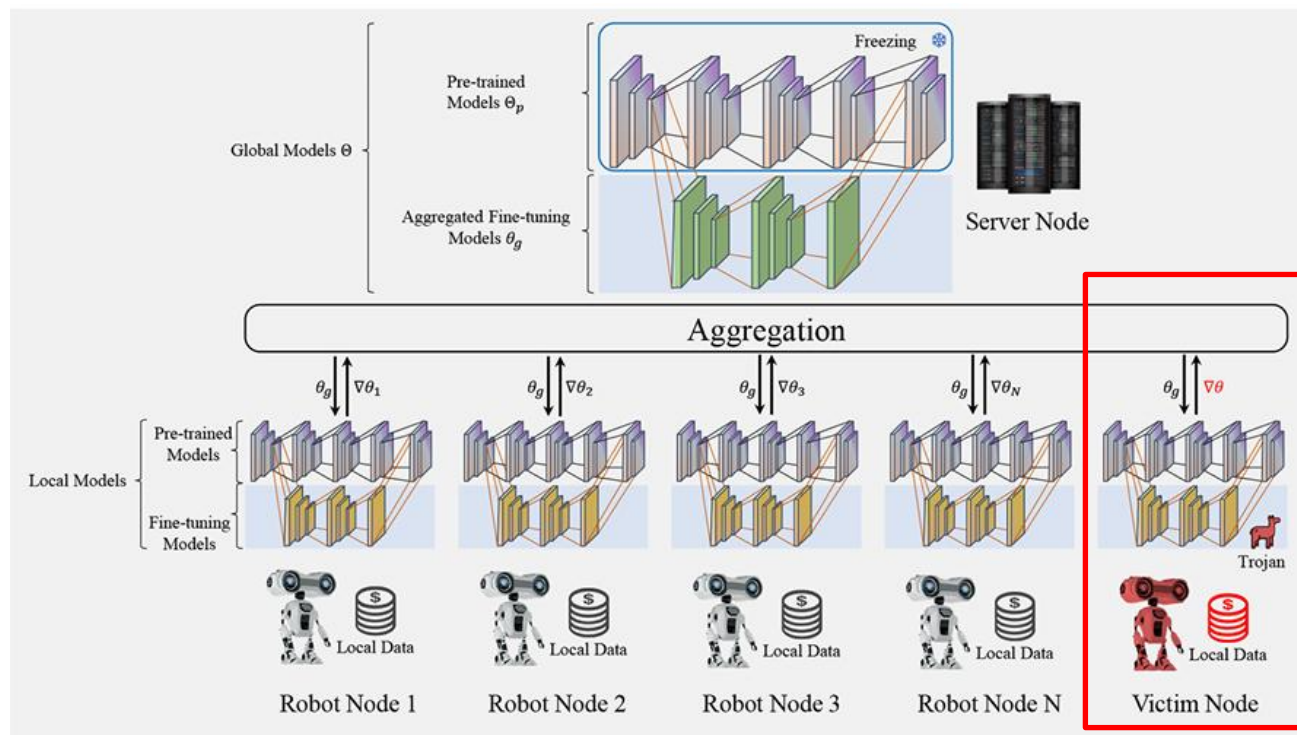 Freezing
Pre-trained
Models Θₚ
Global Models Θ
Aggregated Fine-tuning
Models θg
Server Node
Aggregation
θg ∇θ₁
θg ∇θ₂
θg ∇θ₃
θg ∇θN
θg ∇θ
Pre-trained
Models
Local Models
Fine-tuning
Models
Trojan
$
Local Data
$
Local Data
$
Local Data
$
Local Data
$
Local Data
Robot Node 1
Robot Node 2
Robot Node 3
Robot Node N
Victim Node